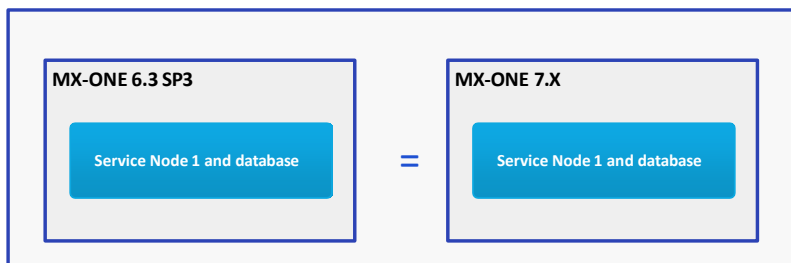 MX-ONE 6.3 SP3
Service Node 1 and database
=
MX-ONE 7.X
Service Node 1 and database